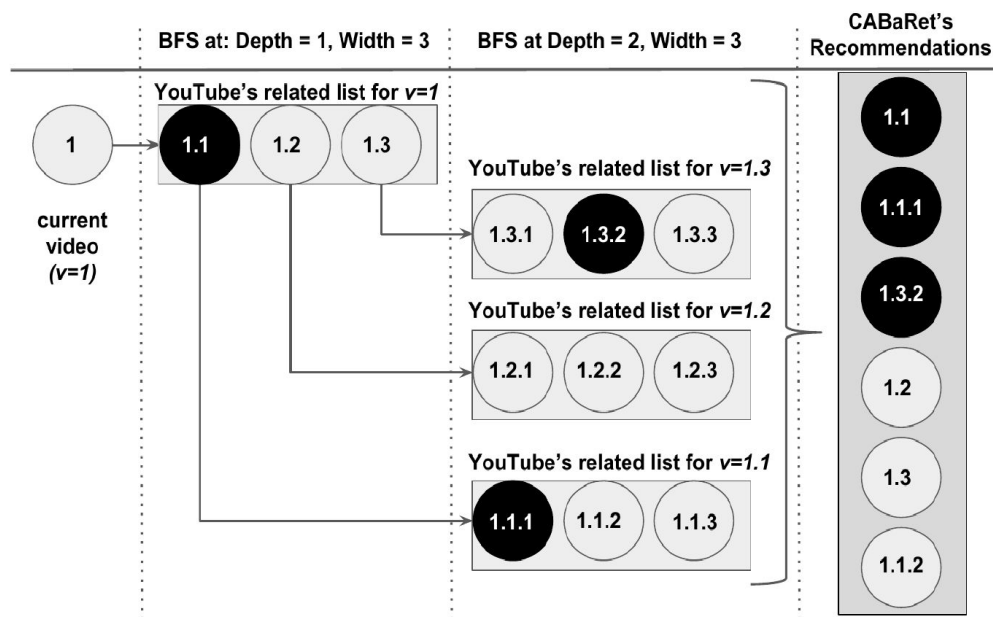 BFS at: Depth = 1, Width = 3
BFS at Depth = 2, Width = 3
CABaRet's
Recommendations
YouTube's related list for v=1
1
1.1
1.2
1.3
current
video
(v=1)
YouTube's related list for v=1.3
1.3.1
1.3.2
1.3.3
YouTube's related list for v=1.2
1.2.1
1.2.2
1.2.3
YouTube's related list for v=1.1
1.1.1
1.1.2
1.1.3
1.1
1.1.1
1.3.2
1.2
1.3
1.1.2